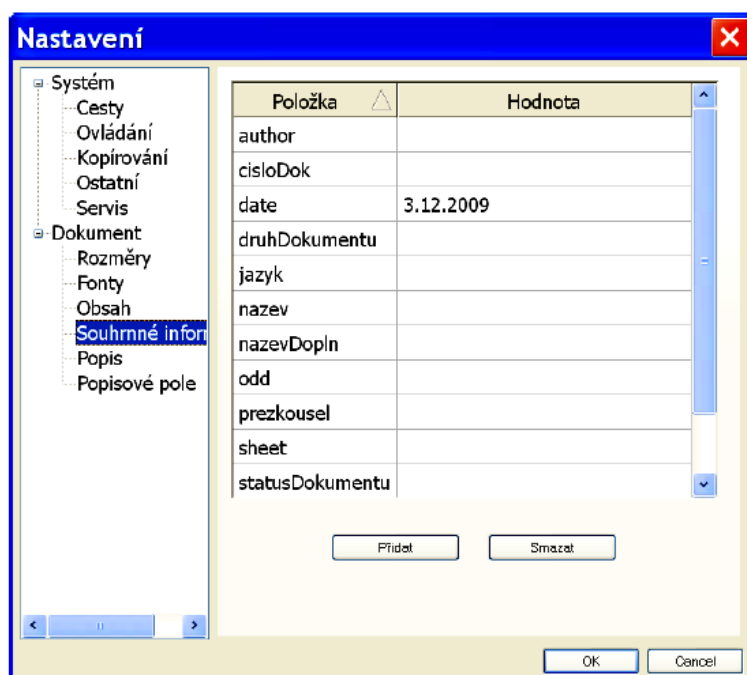 Nastavení
Systém
Cesty
Ovládání
Kopírování
Ostatní
Servis
Dokument
Rozměry
Fonty
Obsah
Souhrnné infor
Popis
Popisové pole
Položka Hodnota
author
cisloDok
date 3.12.2009
druhDokumentu
jazyk
nazev
nazevDopln
odd
prezkousel
sheet
statusDokumentu
Přidat Smazat
OK Cancel